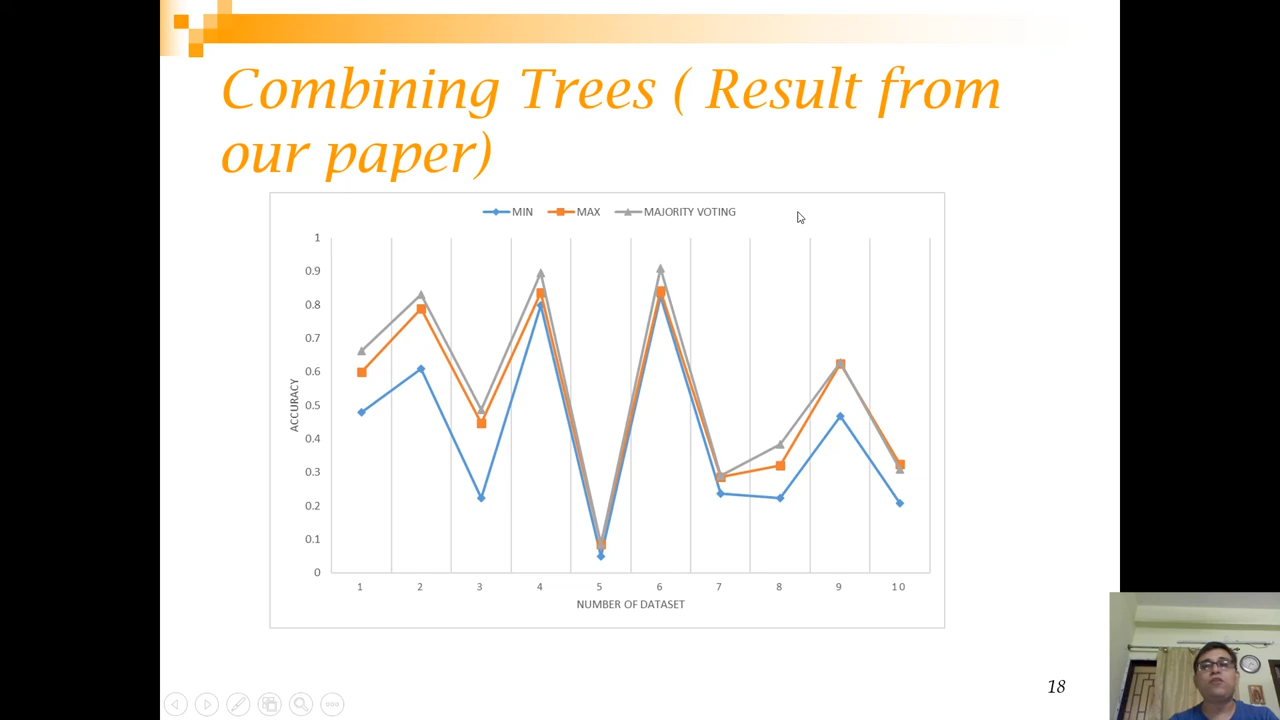 Combining Trees ( Result from
our paper)
MIN MAX MAJORITY VOTING
1
0.9
0.8
0.7
0.6
0.5
0.4
0.3
0.2
0.1
0
ACCURACY
1 2 3 4 5 6 7 8 9 10
NUMBER OF DATASET
18